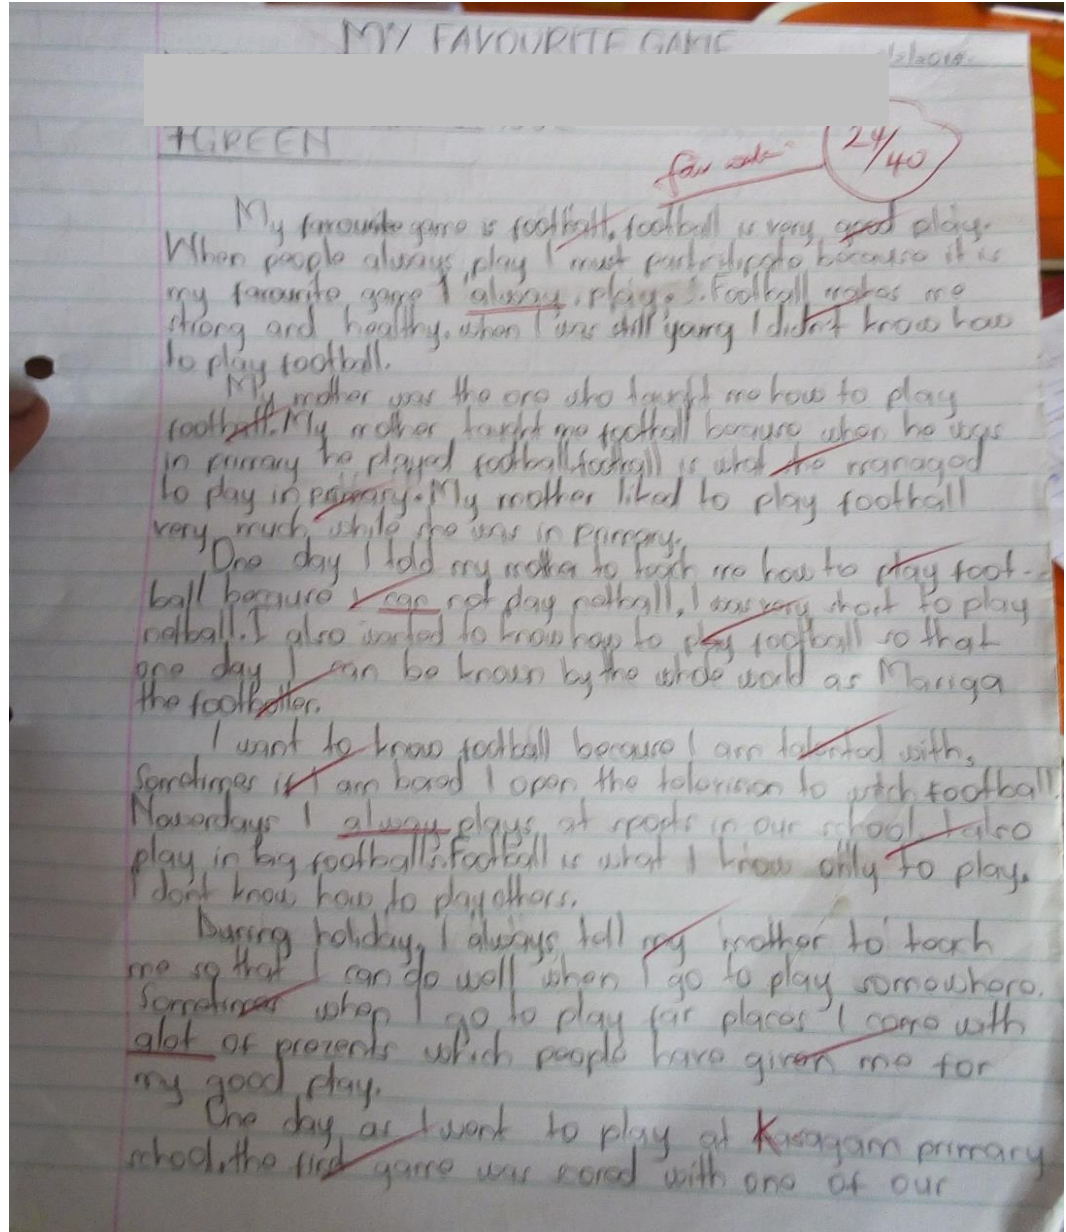 MY FAVOURITE GAME
/2/2019.
7GREEN
24/40
My favourite game is football, football is very good play.
When people always play I must participate because it is
my favourite game I alway play. Football makes me
strong and healthy. when I was still young I didn't know how
to play football.
My mother was the one who taught me how to play
football. My mother taught me football because when he was
in primary he played football. football is what she managed
to play in primary. My mother liked to play football
very much while she was in primary.
One day I told my mother to teach me how to play foot-
ball because I can not play netball, I was very short to play
netball. I also wanted to know how to play football so that
one day I can be known by the whole world as Mariga
the footballer.
I want to know football because I am talented with,
Sometimes if I am bored I open the television to watch football.
Nowerdays I alway plays at sports in our school. I also
play in big football's. Football is what I know only to play.
I don't know how to play others.
During holiday, I always tell my mother to teach
me so that I can do well when I go to play somewhere.
Sometimes when I go to play far places I come with
alot of prezents which people have given me for
my good play.
One day as I went to play at Kasagam primary
school, the first game was scored with one of our